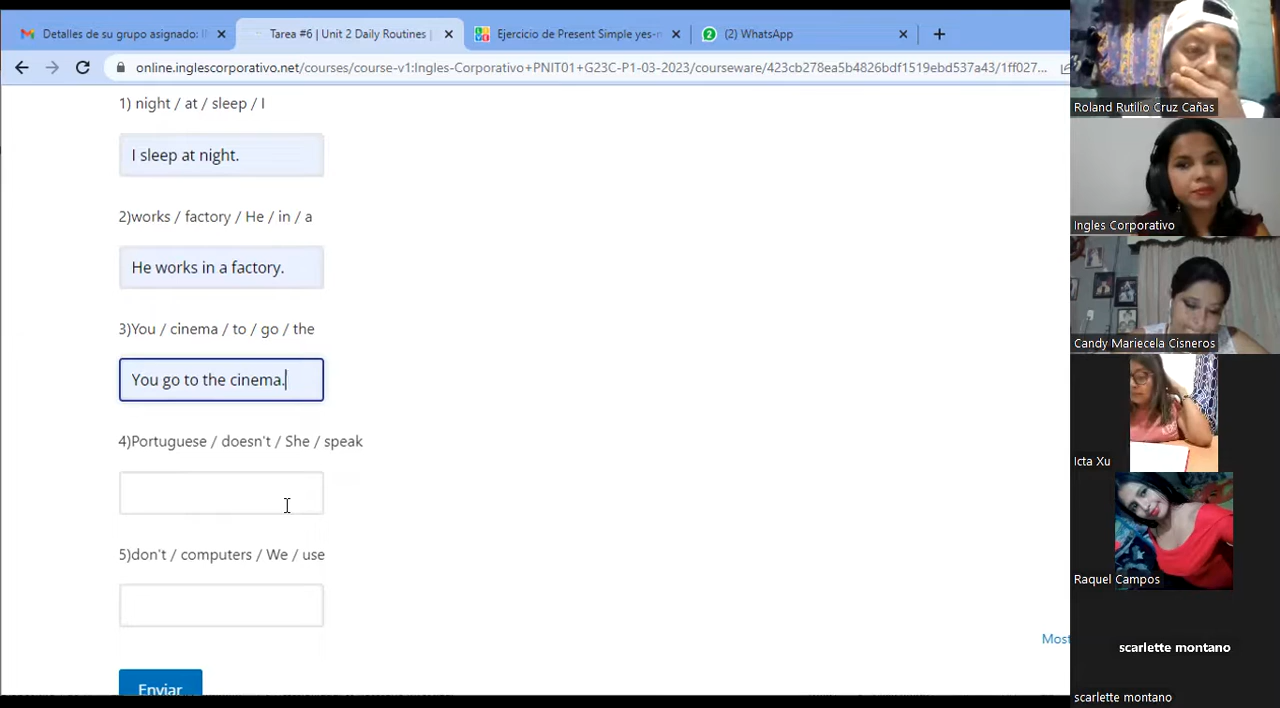 Detalles de su grupo asignado: I
Tarea #6 | Unit 2 Daily Routines |
Ejercicio de Present Simple yes-n
(2) WhatsApp
online.inglescorporativo.net/courses/course-v1:Ingles-Corporativo+PNIT01+G23C-P1-03-2023/courseware/423cb278ea5b4826bdf1519ebd537a43/1ff027...
1) night / at / sleep / I
I sleep at night.
2)works / factory / He / in / a
He works in a factory.
3)You / cinema / to / go / the
You go to the cinema.
4)Portuguese / doesn't / She / speak
5)don't / computers / We / use
Most
Enviar
Roland Rutilio Cruz Cañas
Ingles Corporativo
Candy Mariecela Cisneros
Icta Xu
Raquel Campos
scarlette montano
scarlette montano